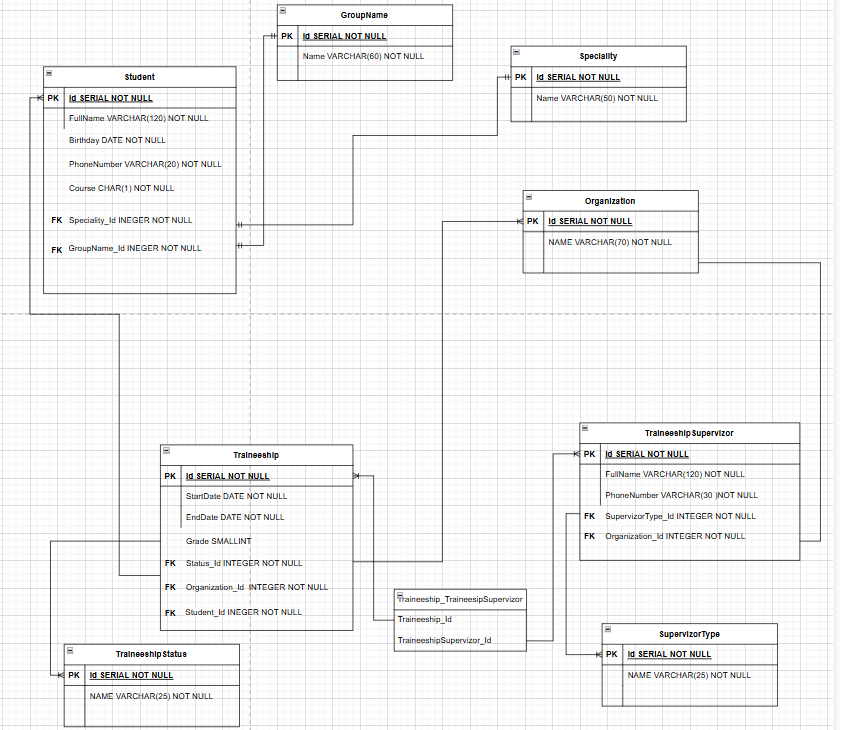 GroupName
PK Id SERIAL NOT NULL
Name VARCHAR(60) NOT NULL
Speciality
PK Id SERIAL NOT NULL
Name VARCHAR(50) NOT NULL
Student
PK Id SERIAL NOT NULL
FullName VARCHAR(120) NOT NULL
Birthday DATE NOT NULL
PhoneNumber VARCHAR(20) NOT NULL
Course CHAR(1) NOT NULL
FK Speciality_Id INEGER NOT NULL
FK GroupName_Id INEGER NOT NULL
Organization
PK Id SERIAL NOT NULL
NAME VARCHAR(70) NOT NULL
Traineeship
PK Id SERIAL NOT NULL
StartDate DATE NOT NULL
EndDate DATE NOT NULL
Grade SMALLINT
FK Status_Id INTEGER NOT NULL
FK Organization_Id INTEGER NOT NULL
FK Student_Id INEGER NOT NULL
TraineeshipSupervizor
PK Id SERIAL NOT NULL
FullName VARCHAR(120) NOT NULL
PhoneNumber VARCHAR(30 )NOT NULL
FK SupervizorType_Id INTEGER NOT NULL
FK Organization_Id INTEGER NOT NULL
Traineeship_TraineesipSupervizor
Traineeship_Id
TraineeshipSupervizor_Id
SupervizorType
PK Id SERIAL NOT NULL
NAME VARCHAR(25) NOT NULL
TraineeshipStatus
PK Id SERIAL NOT NULL
NAME VARCHAR(25) NOT NULL